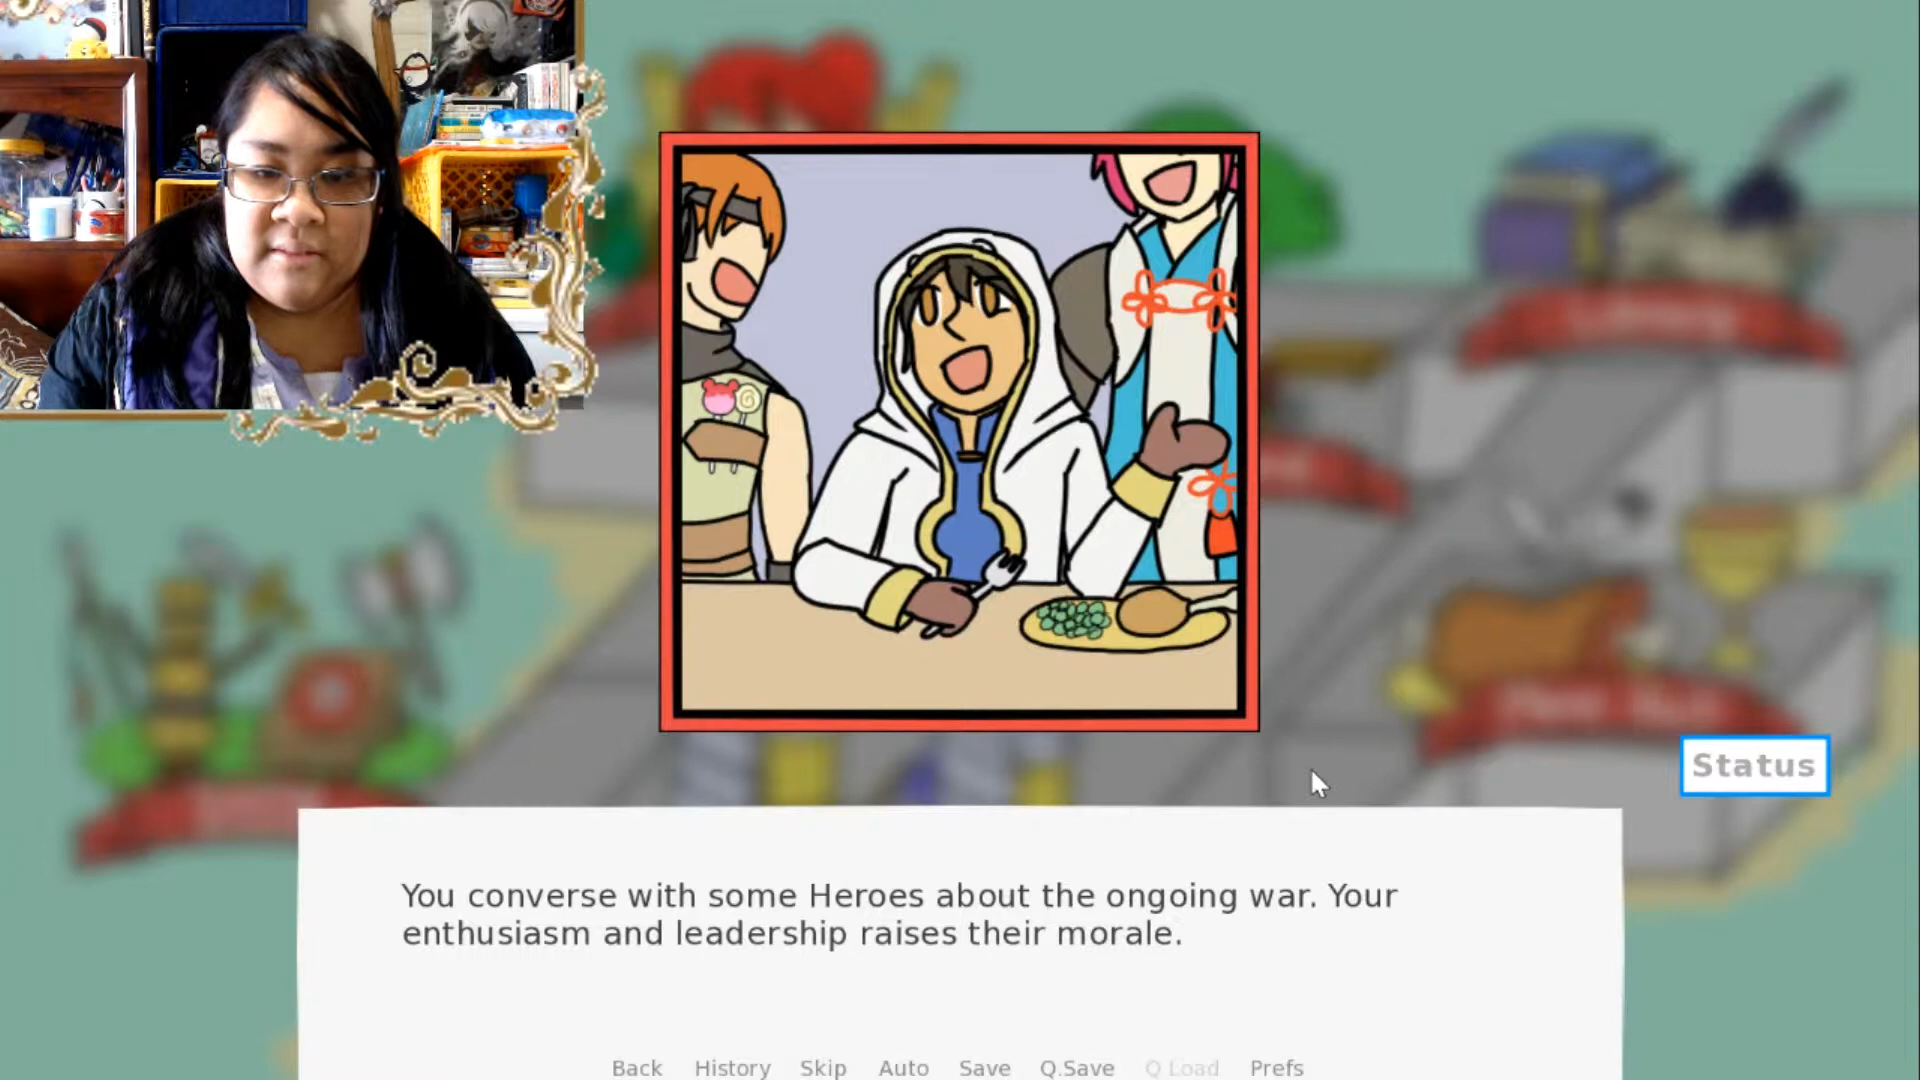 Status
You converse with some Heroes about the ongoing war. Your
enthusiasm and leadership raises their morale.
Back History Skip Auto Save Q.Save Q.Load Prefs